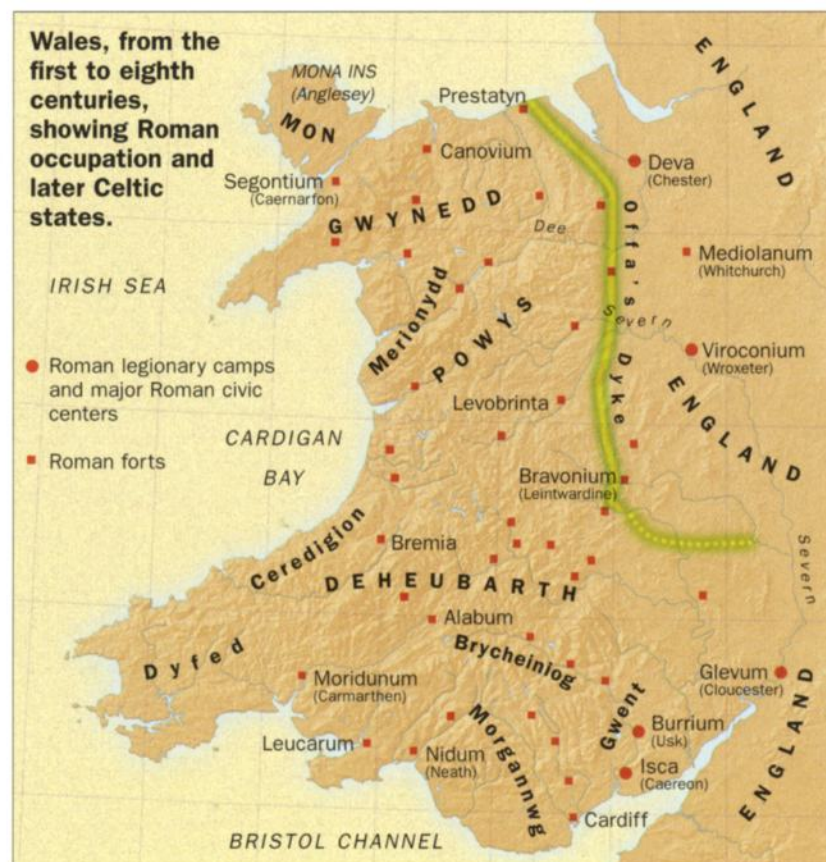 Wales, from the
first to eighth
centuries,
showing Roman
occupation and
later Celtic
states.
MONA INS
(Anglesey)
MON
Prestatyn
ENGLAND
Canovium
Deva
(Chester)
Segontium
(Caernarfon)
GWYNEDD
Dee
Offa's Dyke
Mediolanum
(Whitchurch)
IRISH SEA
Merionydd
POWYS
Severn
Viroconium
(Wroxeter)
Roman legionary camps
and major Roman civic
centers
Roman forts
Levobrinta
ENGLAND
CARDIGAN
BAY
Bravonium
(Leintwardine)
Ceredigion
Bremia
Severn
DEHEUBARTH
Alabum
Dyfed
Brycheinlog
Moridunum
(Carmarthen)
Glevum
(Cloucester)
Gwent
Morgannwg
Burrium
(Usk)
ENGLAND
Leucarum
Nidum
(Neath)
Isca
(Caereon)
Cardiff
BRISTOL CHANNEL